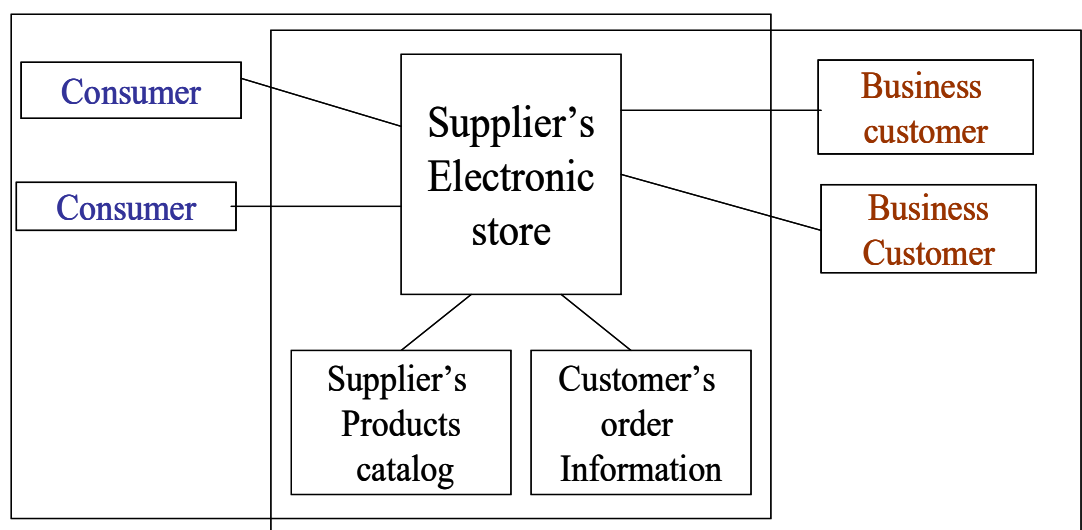 Consumer
Consumer
Supplier’s
Electronic
store
Business
customer
Business
Customer
Supplier’s
Products
catalog
Customer’s
order
Information